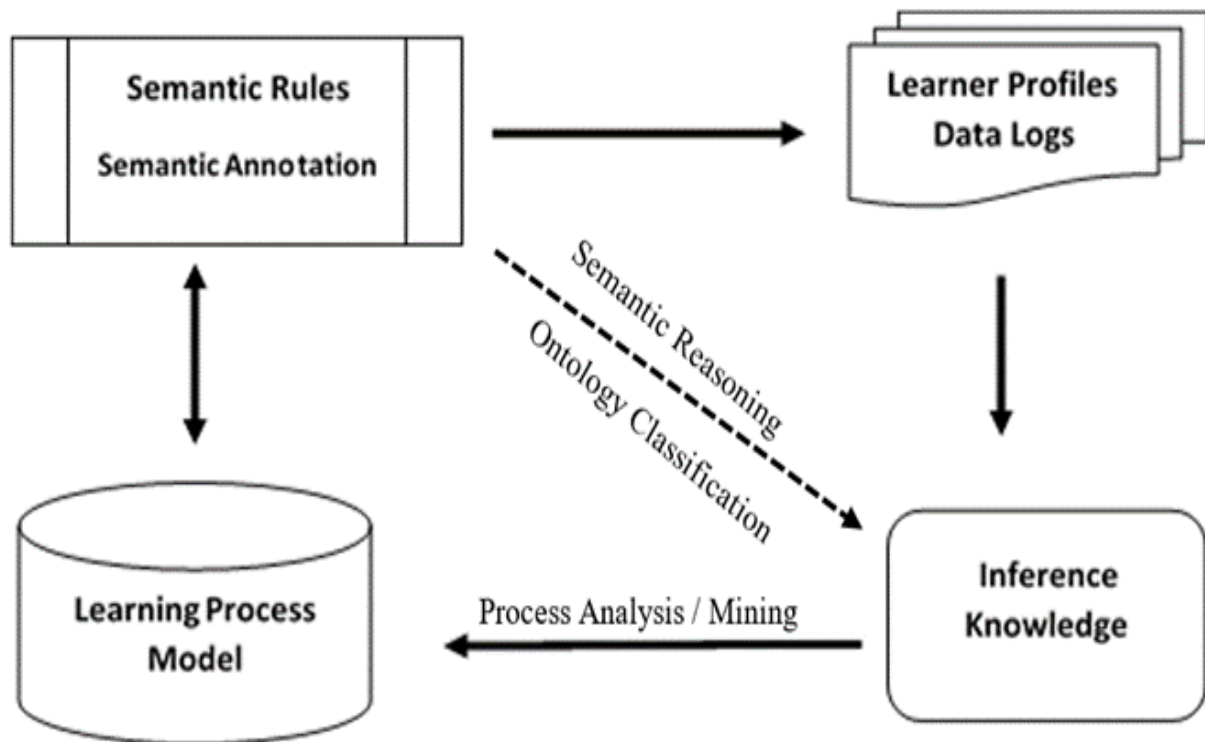 Semantic Rules
Semantic Annotation
Learner Profiles
Data Logs
Semantic Reasoning
Ontology Classification
Learning Process
Model
Process Analysis / Mining
Inference
Knowledge